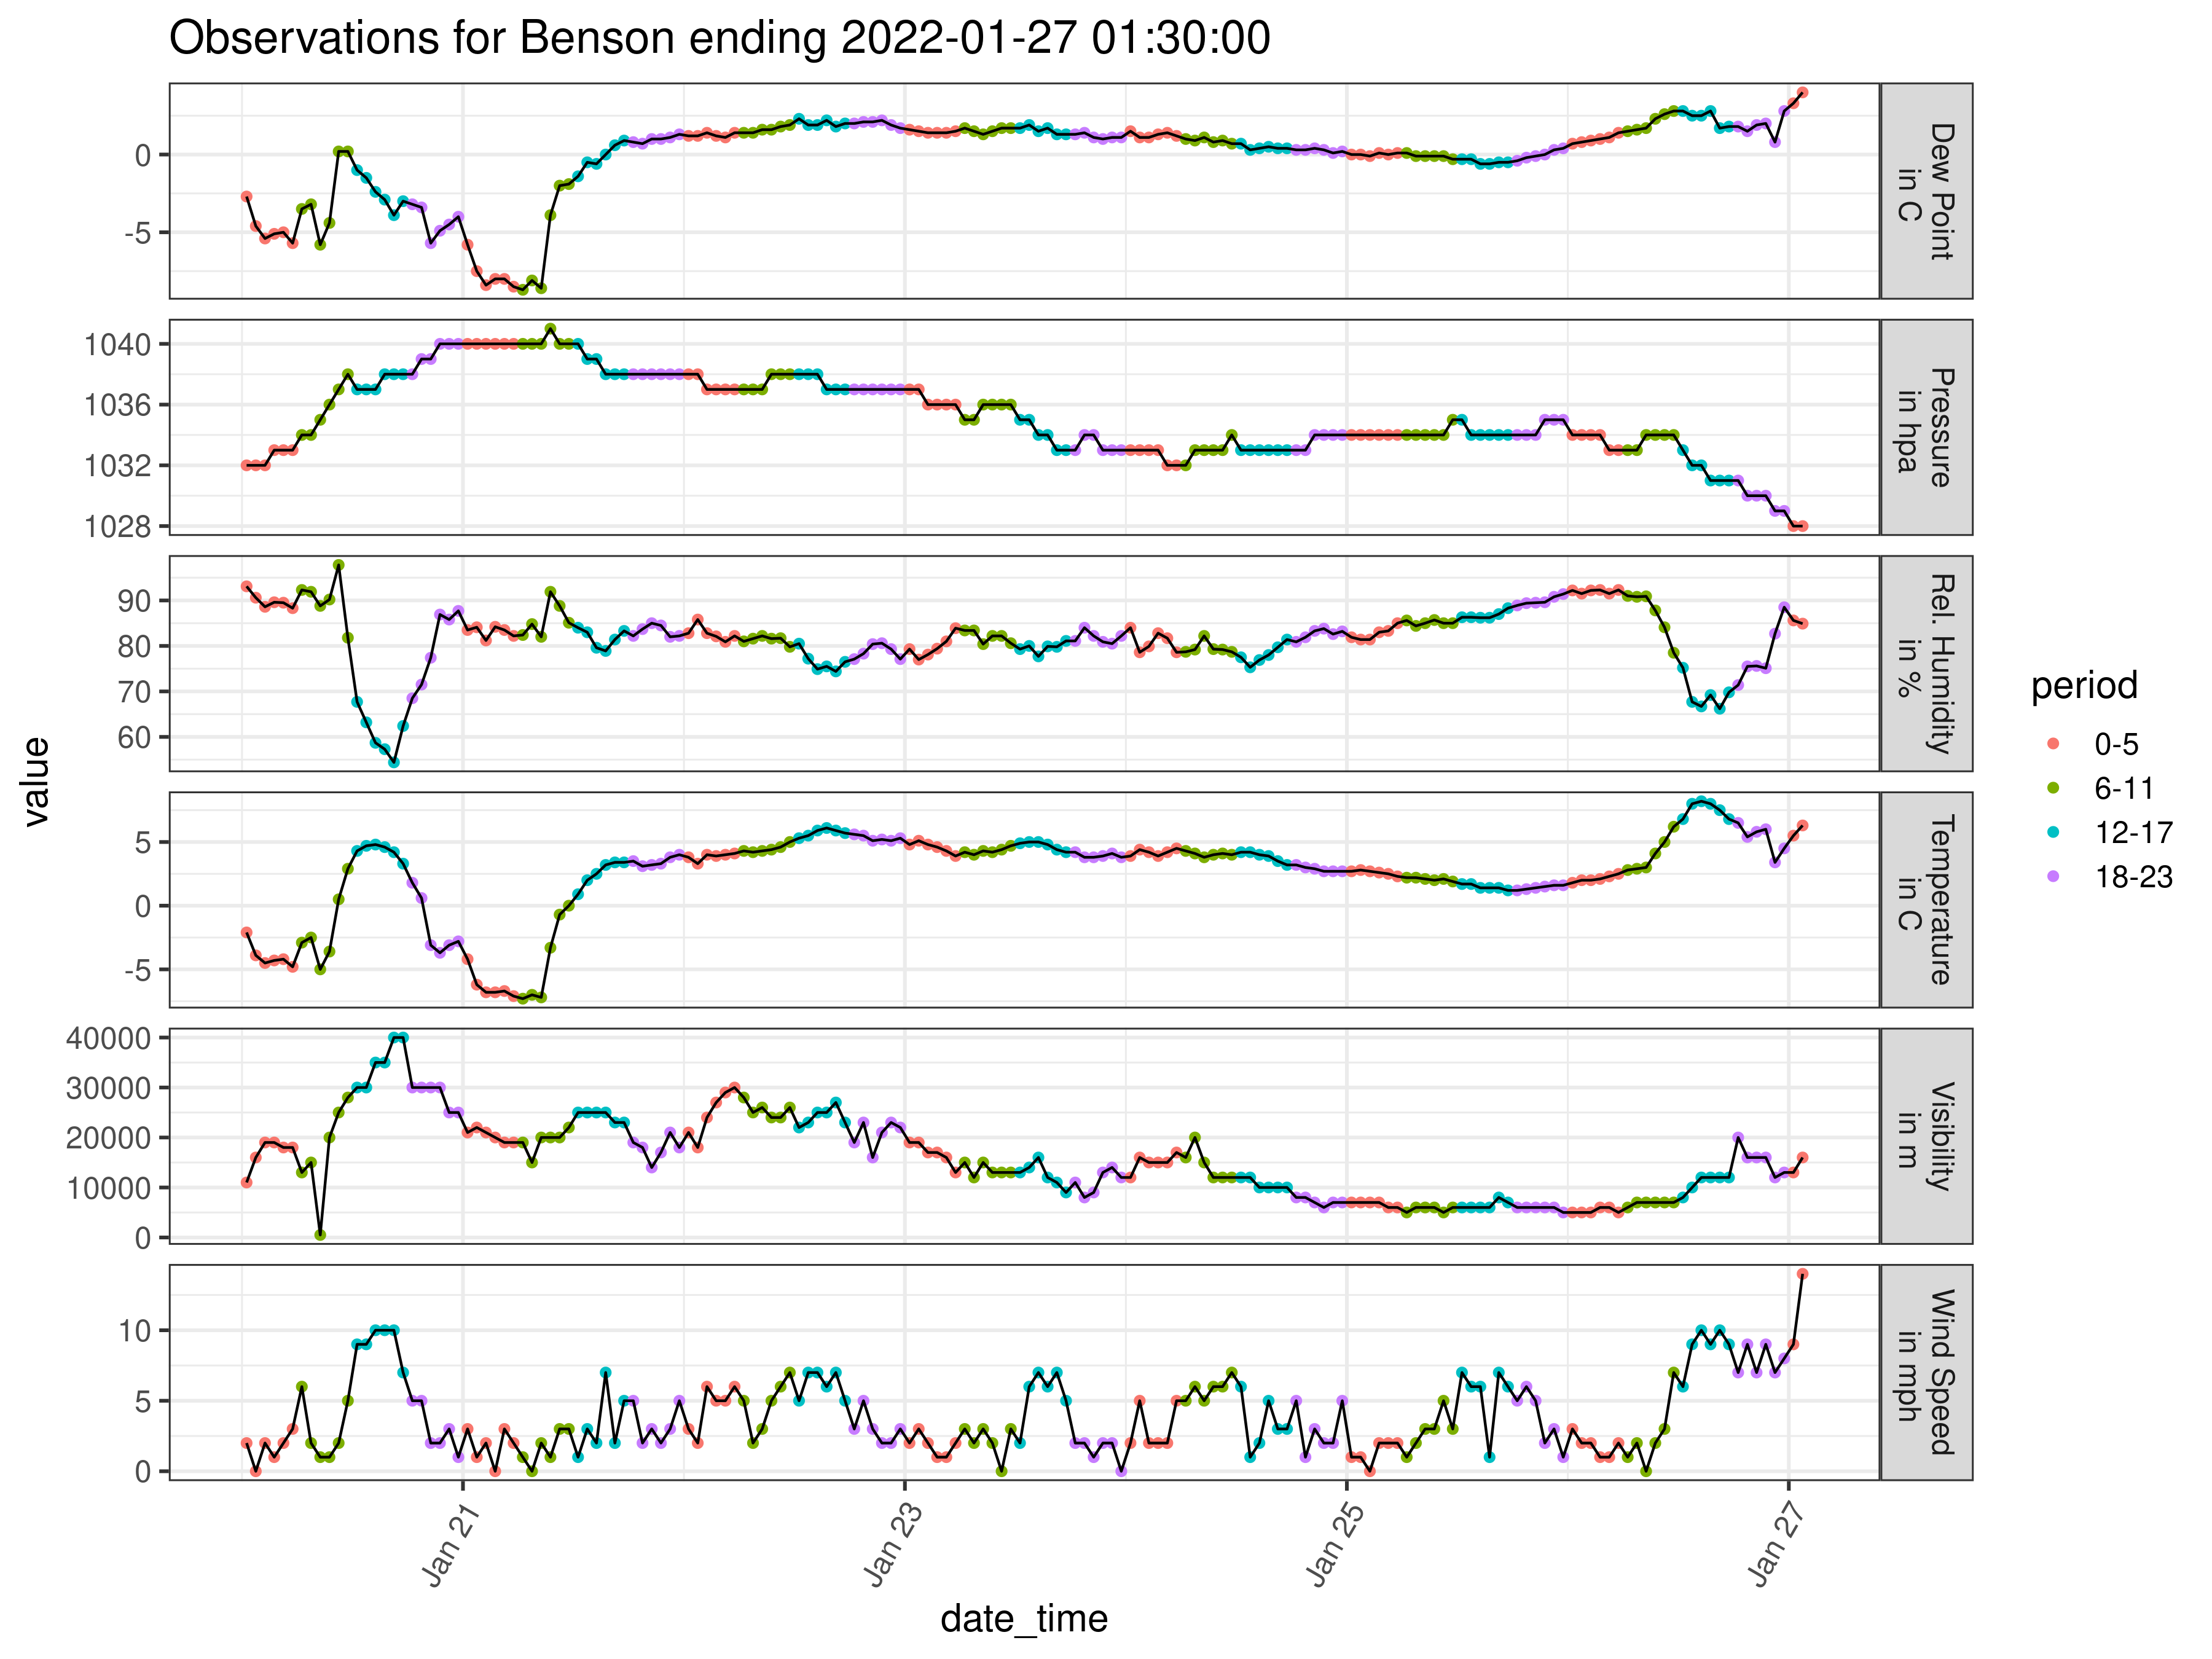 Observations for Benson ending 2022-01-27 01:30:00
value
0
-5
Dew Point
in C
1040
1036
1032
1028
Pressure
in hpa
90
80
70
60
Rel. Humidity
in %
5
0
-5
Temperature
in C
40000
30000
20000
10000
0
Visibility
in m
10
5
0
Wind Speed
in mph
Jan 21
Jan 23
Jan 25
Jan 27
date_time
period
0-5
6-11
12-17
18-23